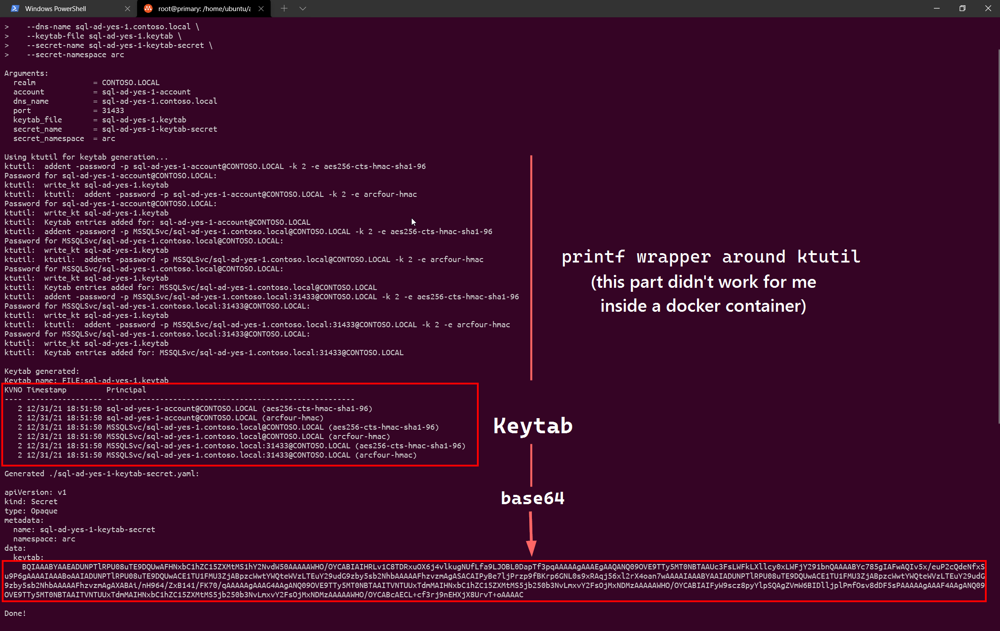 Windows PowerShell
root@primary: /home/ubuntu/a
>    --dns-name sql-ad-yes-1.contoso.local \
>    --keytab-file sql-ad-yes-1.keytab \
>    --secret-name sql-ad-yes-1-keytab-secret \
>    --secret-namespace arc
Arguments:
  realm             = CONTOSO.LOCAL
  account           = sql-ad-yes-1-account
  dns_name          = sql-ad-yes-1.contoso.local
  port              = 31433
  keytab_file       = sql-ad-yes-1.keytab
  secret_name       = sql-ad-yes-1-keytab-secret
  secret_namespace  = arc
Using ktutil for keytab generation...
ktutil:  addent -password -p sql-ad-yes-1-account@CONTOSO.LOCAL -k 2 -e aes256-cts-hmac-sha1-96
Password for sql-ad-yes-1-account@CONTOSO.LOCAL:
ktutil:  write_kt sql-ad-yes-1.keytab
ktutil:  ktutil:  addent -password -p sql-ad-yes-1-account@CONTOSO.LOCAL -k 2 -e arcfour-hmac
Password for sql-ad-yes-1-account@CONTOSO.LOCAL:
ktutil:  write_kt sql-ad-yes-1.keytab
ktutil:  Keytab entries added for: sql-ad-yes-1-account@CONTOSO.LOCAL
ktutil:  addent -password -p MSSQLSvc/sql-ad-yes-1.contoso.local@CONTOSO.LOCAL -k 2 -e aes256-cts-hmac-sha1-96
Password for MSSQLSvc/sql-ad-yes-1.contoso.local@CONTOSO.LOCAL:
ktutil:  write_kt sql-ad-yes-1.keytab
ktutil:  ktutil:  addent -password -p MSSQLSvc/sql-ad-yes-1.contoso.local@CONTOSO.LOCAL -k 2 -e arcfour-hmac
Password for MSSQLSvc/sql-ad-yes-1.contoso.local@CONTOSO.LOCAL:
ktutil:  write_kt sql-ad-yes-1.keytab
ktutil:  Keytab entries added for: MSSQLSvc/sql-ad-yes-1.contoso.local@CONTOSO.LOCAL
ktutil:  addent -password -p MSSQLSvc/sql-ad-yes-1.contoso.local:31433@CONTOSO.LOCAL -k 2 -e aes256-cts-hmac-sha1-96
Password for MSSQLSvc/sql-ad-yes-1.contoso.local:31433@CONTOSO.LOCAL:
ktutil:  write_kt sql-ad-yes-1.keytab
ktutil:  ktutil:  addent -password -p MSSQLSvc/sql-ad-yes-1.contoso.local:31433@CONTOSO.LOCAL -k 2 -e arcfour-hmac
Password for MSSQLSvc/sql-ad-yes-1.contoso.local:31433@CONTOSO.LOCAL:
ktutil:  write_kt sql-ad-yes-1.keytab
ktutil:  Keytab entries added for: MSSQLSvc/sql-ad-yes-1.contoso.local:31433@CONTOSO.LOCAL
printf wrapper around ktutil
(this part didn't work for me
inside a docker container)
Keytab generated:
Keytab name: FILE:sql-ad-yes-1.keytab
KVNO Timestamp         Principal
---- ----------------- --------------------------------------------------------
   2 12/31/21 18:51:50 sql-ad-yes-1-account@CONTOSO.LOCAL (aes256-cts-hmac-sha1-96)
   2 12/31/21 18:51:50 sql-ad-yes-1-account@CONTOSO.LOCAL (arcfour-hmac)
   2 12/31/21 18:51:50 MSSQLSvc/sql-ad-yes-1.contoso.local@CONTOSO.LOCAL (aes256-cts-hmac-sha1-96)
   2 12/31/21 18:51:50 MSSQLSvc/sql-ad-yes-1.contoso.local@CONTOSO.LOCAL (arcfour-hmac)
   2 12/31/21 18:51:50 MSSQLSvc/sql-ad-yes-1.contoso.local:31433@CONTOSO.LOCAL (aes256-cts-hmac-sha1-96)
   2 12/31/21 18:51:50 MSSQLSvc/sql-ad-yes-1.contoso.local:31433@CONTOSO.LOCAL (arcfour-hmac)
Keytab
Generated ./sql-ad-yes-1-keytab-secret.yaml:
base64
apiVersion: v1
kind: Secret
type: Opaque
metadata:
  name: sql-ad-yes-1-keytab-secret
  namespace: arc
data:
  keytab:
    BQIAAABYAAEADUNPTlRPU08uTE9DQUwAFHNxbC1hZC15ZXMtMS1hY2NvdW50AAAAAWHO/OYCABIAIHRLv1C8TDRxuOX6j4vlkugNUfLfa9LJOBL0DapTf3pqAAAAAgAAAEgAAQANQ09OVE9TTy5MT0NBTAAUc3FsLWFkLXllcy0xLWFjY291bnQAAAABYc785gIAFwAQIv5x/euP2cQdeNfxS
u9P6gAAAAIAAABoAAIADUNPTlRPU08uTE9DQUwACE1TU1FMU3ZjABpzcWwtYWQteWVzLTEuY29udG9zby5sb2NhbAAAAAFhzvzmAgASACAIPyBe7ljPrzp9fBKrp6GNL0s9xRAqj56xl2rX4oan7wAAAAIAAABYAAIADUNPTlRPU08uTE9DQUwACE1TU1FMU3ZjABpzcWwtYWQteWVzLTEuY29udG
9zby5sb2NhbAAAAAFhzvzmAgAXABAi/nH964/ZxB141/FK70/qAAAAAgAAAG4AAgANQ09OVE9TTy5MT0NBTAAITVNTUUxTdmMAIHNxbC1hZC15ZXMtMS5jb250b3NvLmxvY2FsOjMxNDMzAAAAAWHO/OYCABIAIFyW9scz8pyYlpSQAgZVmW6BIDlljplPmfOsv8dDF5sPAAAAAgAAAF4AAgANQ09
OVE9TTy5MT0NBTAAITVNTUUxTdmMAIHNxbC1hZC15ZXMtMS5jb250b3NvLmxvY2FsOjMxNDMzAAAAAWHO/OYCABcAECL+cf3rj9nEHXjX8UrvT+oAAAAC
Done!